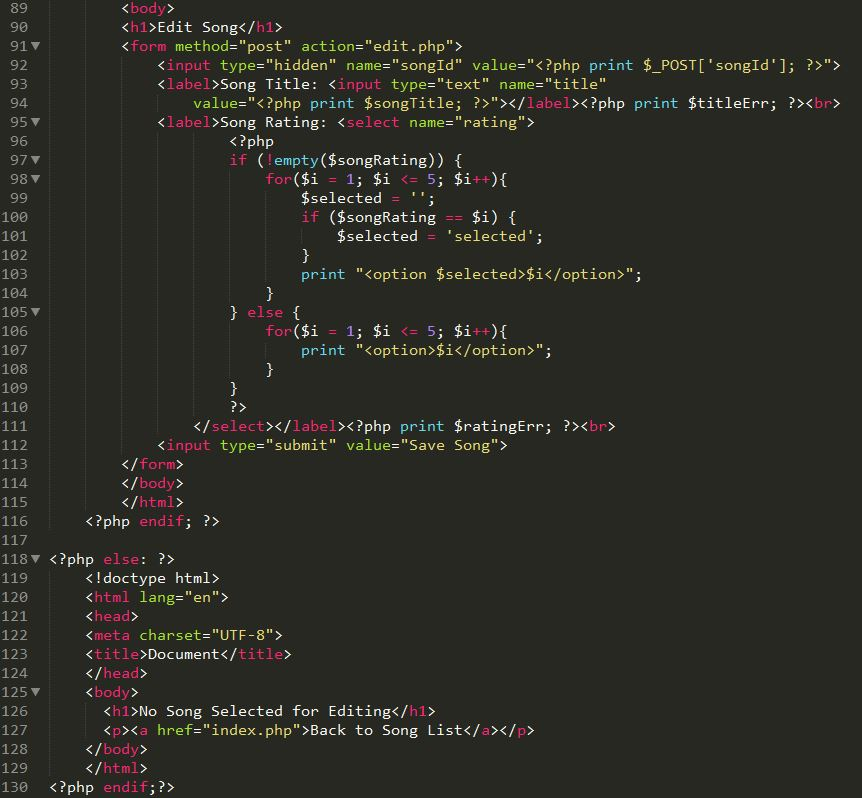 89 <body>
90 <h1>Edit Song</h1>
91 <form method="post" action="edit.php">
92 <input type="hidden" name="songId" value="<?php print $_POST['songId']; ?>">
93 <label>Song Title: <input type="text" name="title"
94 value="<?php print $songTitle; ?>"></label><?php print $titleErr; ?><br>
95 <label>Song Rating: <select name="rating">
96 <?php
97 if (!empty($songRating)) {
98 for($i = 1; $i <= 5; $i++){
99 $selected = '';
100 if ($songRating == $i) {
101 $selected = 'selected';
102 }
103 print "<option $selected>$i</option>";
104 }
105 } else {
106 for($i = 1; $i <= 5; $i++){
107 print "<option>$i</option>";
108 }
109 }
110 ?>
111 </select></label><?php print $ratingErr; ?><br>
112 <input type="submit" value="Save Song">
113 </form>
114 </body>
115 </html>
116 <?php endif; ?>
117
118 <?php else: ?>
119 <!doctype html>
120 <html lang="en">
121 <head>
122 <meta charset="UTF-8">
123 <title>Document</title>
124 </head>
125 <body>
126 <h1>No Song Selected for Editing</h1>
127 <p><a href="index.php">Back to Song List</a></p>
128 </body>
129 </html>
130 <?php endif;?>